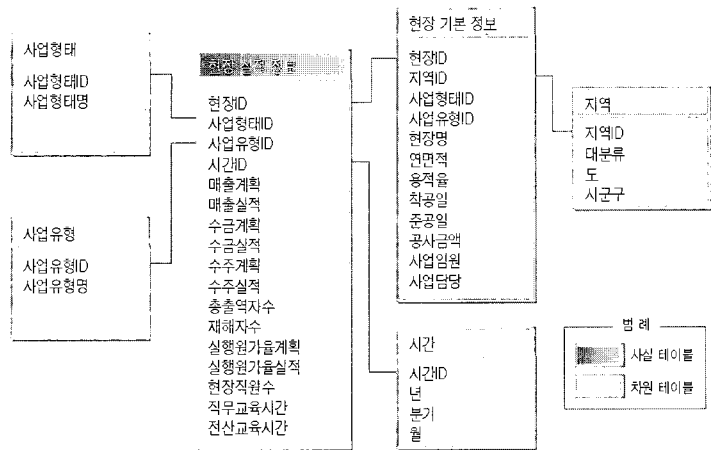 사업형태
사업형태ID
사업형태명
사업유형
사업유형ID
사업유형명
현장 실적 정보
현장ID
사업형태ID
사업유형ID
시간ID
매출계획
매출실적
수금계획
수금실적
수주계획
수주실적
총출역자수
재해자수
실행원가율계획
실행원가율실적
현장직원수
직무교육시간
전산교육시간
현장 기본 정보
현장ID
지역ID
사업형태ID
사업유형ID
현장명
연면적
용적율
착공일
준공일
공사금액
사업임원
사업담당
시간
시간ID
년
분기
월
지역
지역ID
대분류
도
시군구
범 례
사실 테이블
차원 테이블